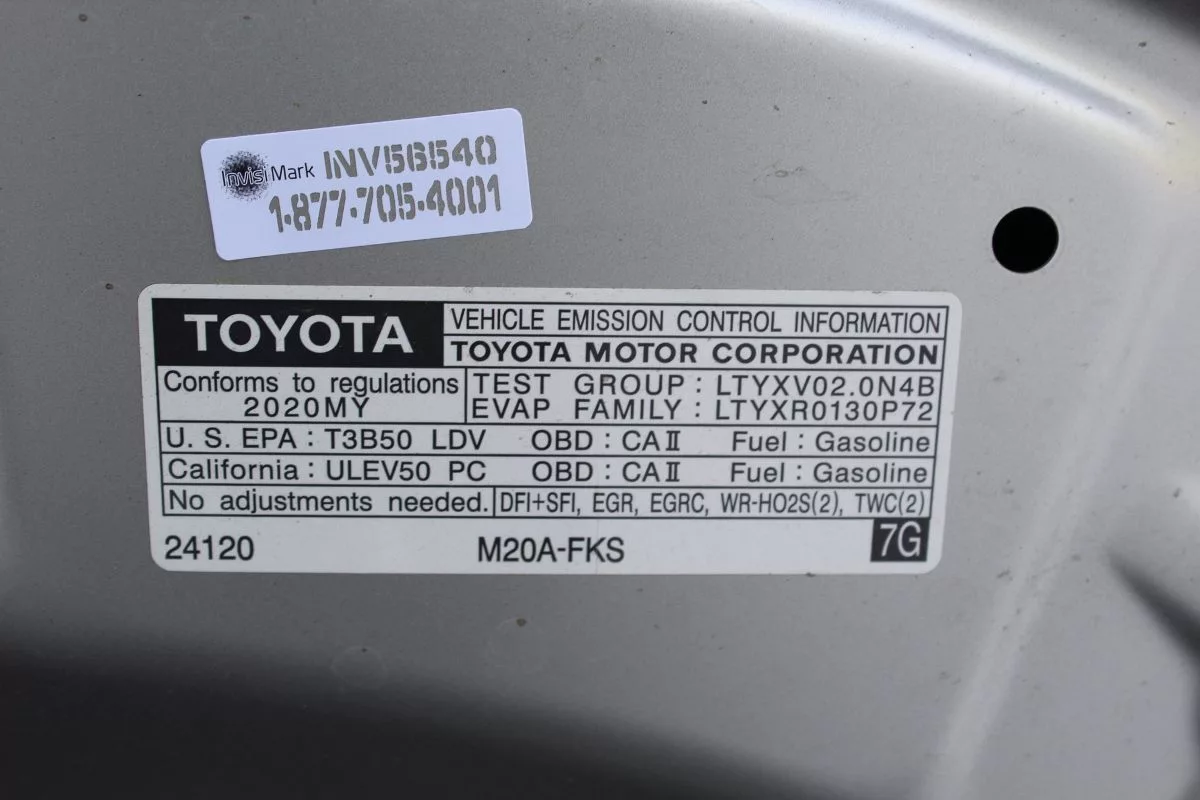 InvisiMark INV56540
1-877-705-4001
TOYOTA
VEHICLE EMISSION CONTROL INFORMATION
TOYOTA MOTOR CORPORATION
Conforms to regulations
2020MY
TEST GROUP : LTYXV02.0N4B
EVAP FAMILY : LTYXR0130P72
U. S. EPA : T3B50 LDV OBD : CAⅡ Fuel : Gasoline
California : ULEV50 PC OBD : CAⅡ Fuel : Gasoline
No adjustments needed. DFI+SFI, EGR, EGRC, WR-HO2S(2), TWC(2)
24120 M20A-FKS 7G